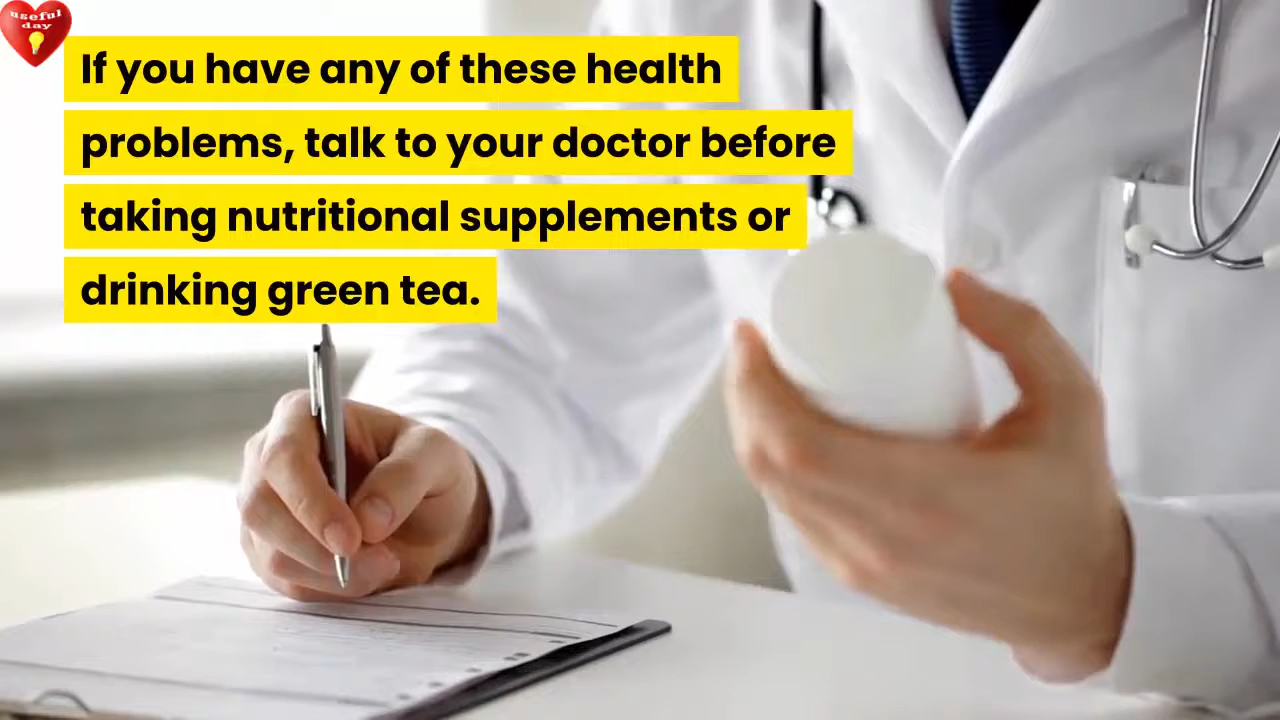 useful
day
If you have any of these health
problems, talk to your doctor before
taking nutritional supplements or
drinking green tea.